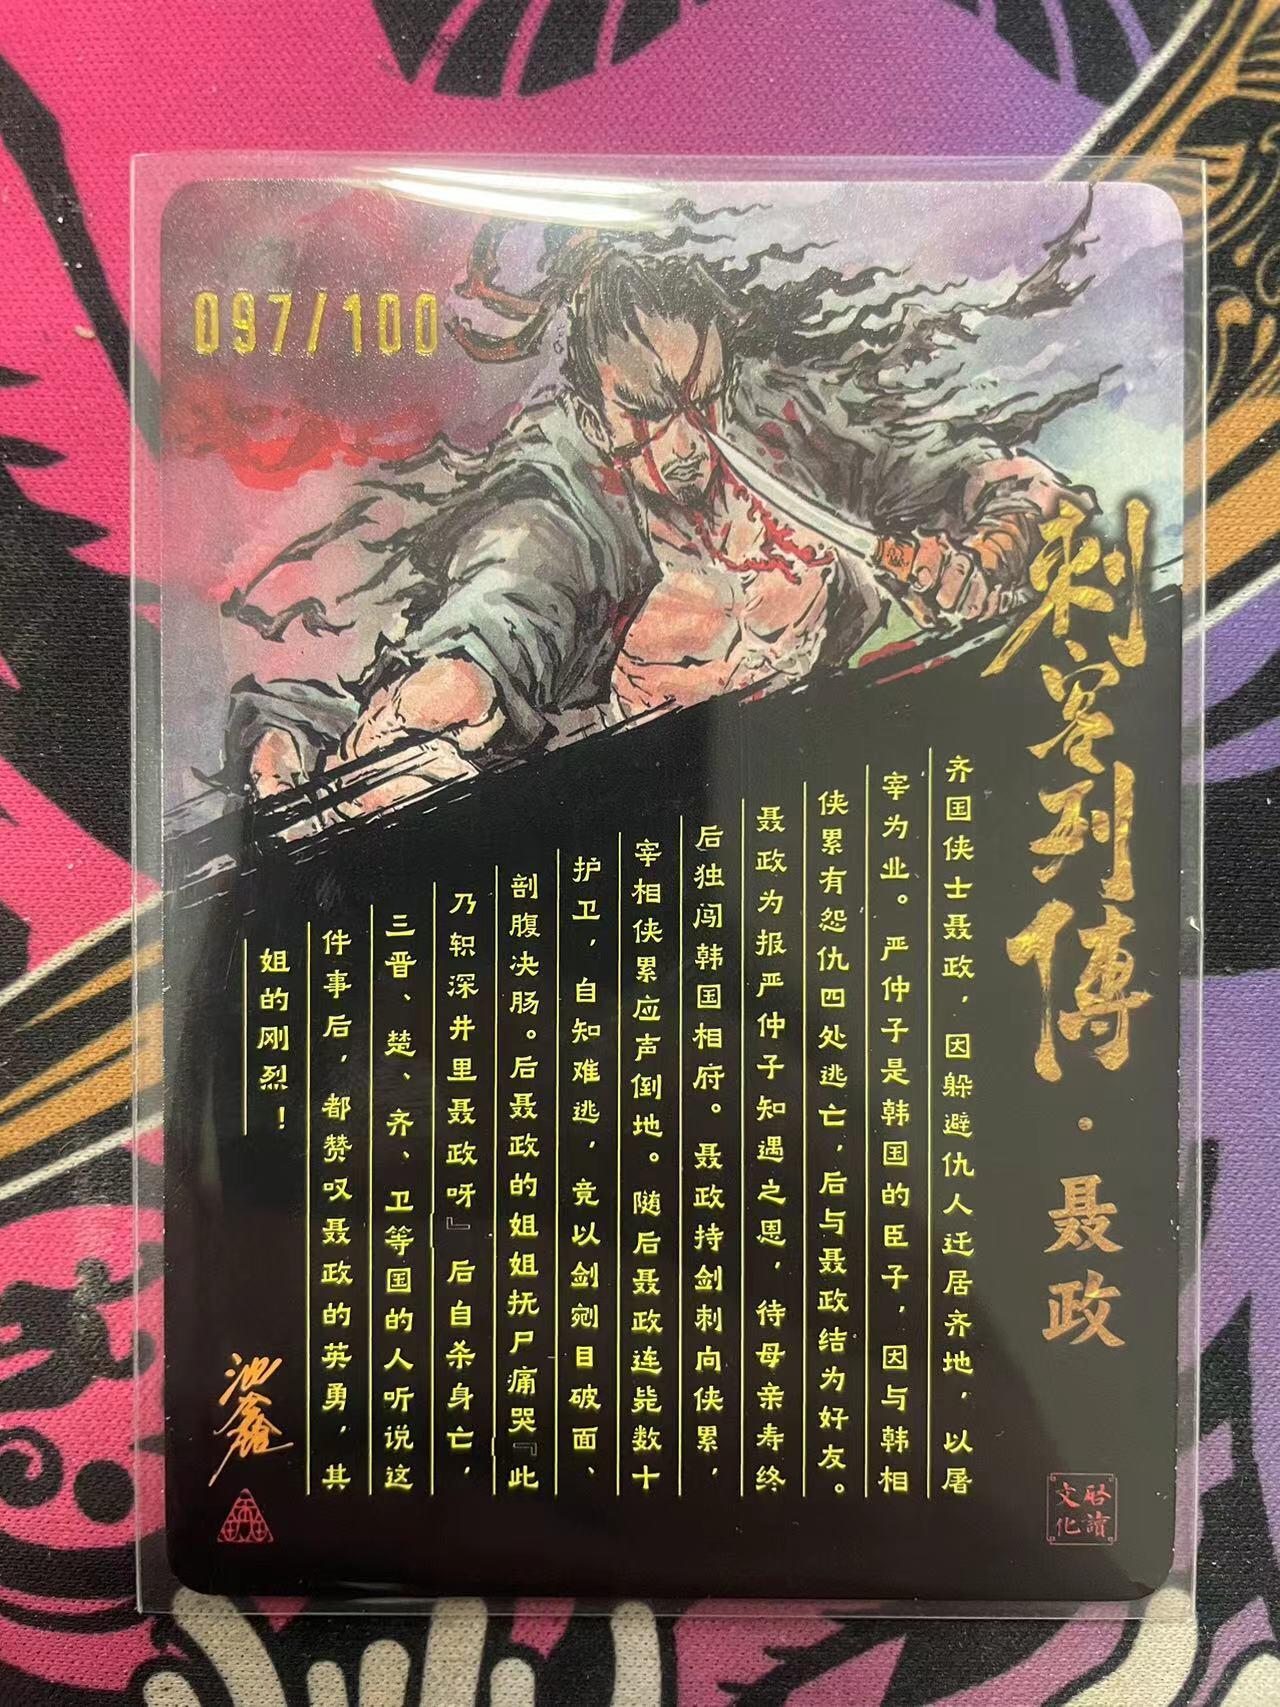 097/100
刺客列傳·聂政
齐国侠士聂政，因躲避仇人迁居齐地，以屠
宰为业。严仲子是韩国的臣子，因与韩相
侠累有怨仇四处逃亡，后与聂政结为好友。
聂政为报严仲子知遇之恩，待母亲寿终
后独闯韩国相府。聂政持剑刺向侠累，
宰相侠累应声倒地。随后聂政连毙数十
护卫，自知难逃，竟以剑剜目破面、
剖腹决肠。后聂政的姐姐抚尸痛哭『此
乃轵深井里聂政呀』后自杀身亡，
三晋、楚、齐、卫等国的人听说这
件事后，都赞叹聂政的英勇，其
姐的刚烈！
文化